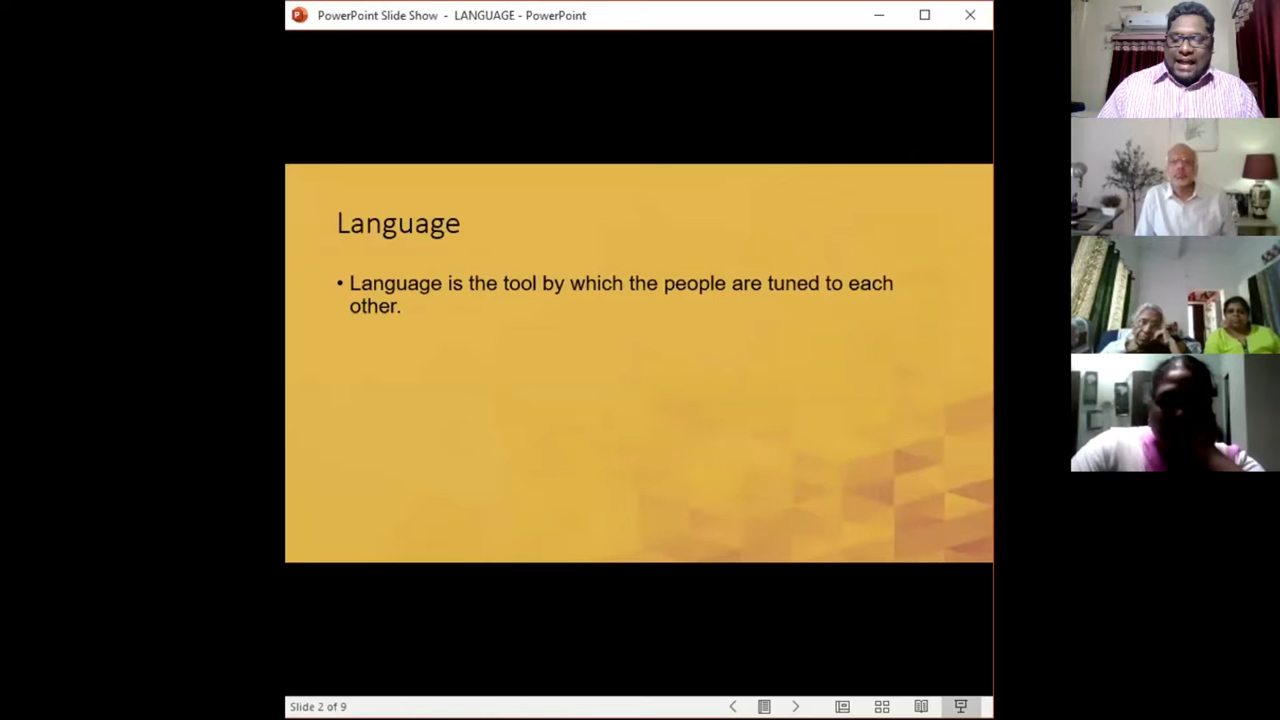 PowerPoint Slide Show - LANGUAGE - PowerPoint
Language
• Language is the tool by which the people are tuned to each
other.
Slide 2 of 9